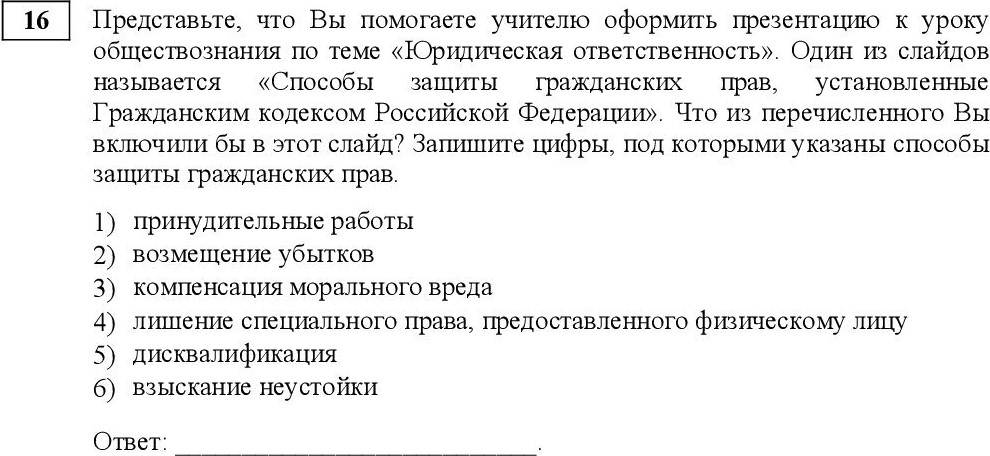 16 Представьте, что Вы помогаете учителю оформить презентацию к уроку
обществознания по теме «Юридическая ответственность». Один из слайдов
называется «Способы защиты гражданских прав, установленные
Гражданским кодексом Российской Федерации». Что из перечисленного Вы
включили бы в этот слайд? Запишите цифры, под которыми указаны способы
защиты гражданских прав.
1) принудительные работы
2) возмещение убытков
3) компенсация морального вреда
4) лишение специального права, предоставленного физическому лицу
5) дисквалификация
6) взыскание неустойки
Ответ: ___________________________.